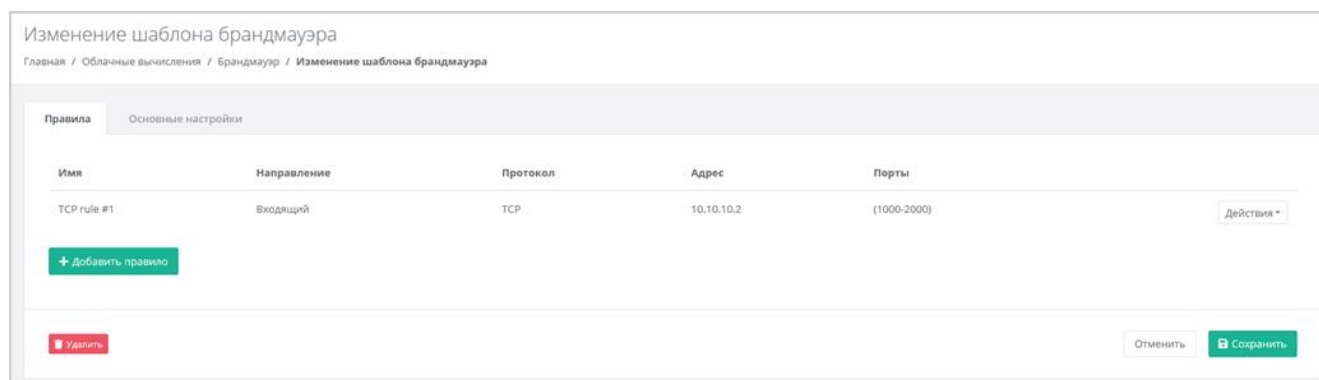 Изменение шаблона брандмауэра
Главная / Облачные вычисления / Брандмауэр / Изменение шаблона брандмауэра
Правила Основные настройки
Имя Направление Протокол Адрес Порты
TCP rule #1 Входящий TCP 10.10.10.2 (1000-2000) Действия
Добавить правило
Удалить Отменить Сохранить